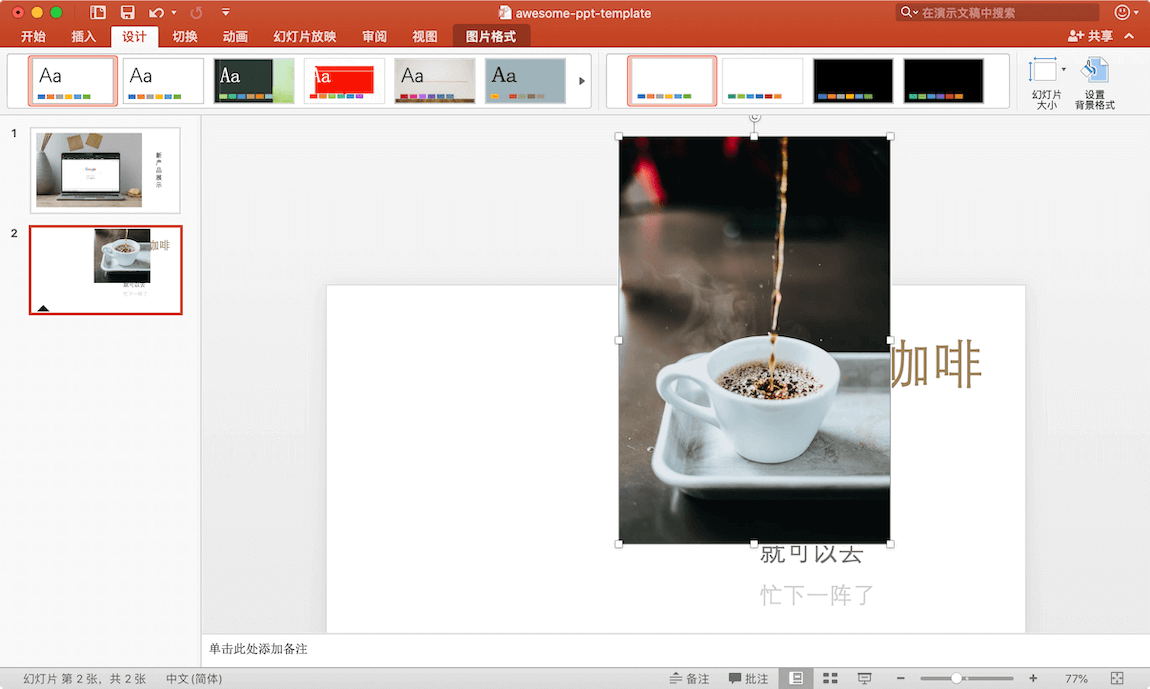 awesome-ppt-template
在演示文稿中搜索
开始 插入 设计 切换 动画 幻灯片放映 审阅 视图 图片格式
共享
Aa Aa Aa Aa Aa Aa
幻灯片
大小
设置
背景格式
1
新产品展示
2
咖啡
就可以去
忙下一阵了
咖啡
就可以去
忙下一阵了
单击此处添加备注
幻灯片 第 2 张，共 2 张 中文 (简体) 备注 批注 77%